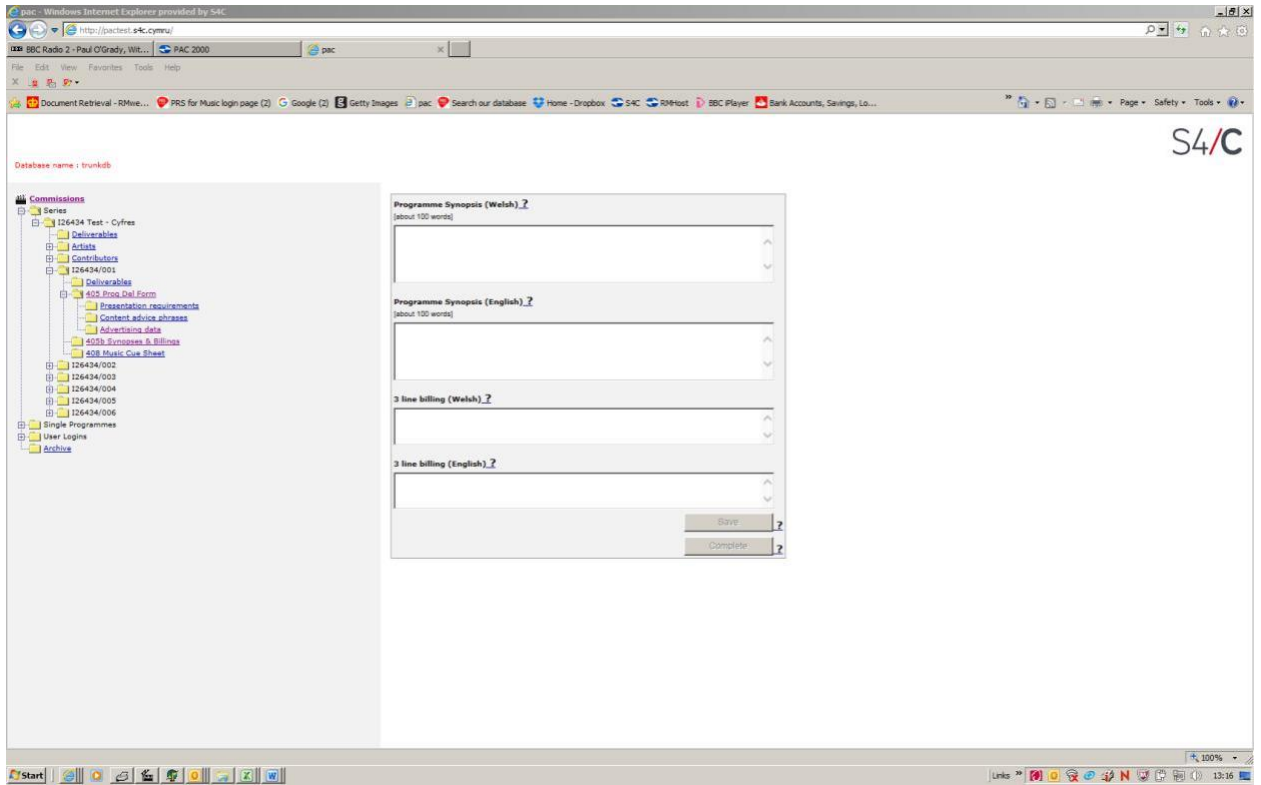 pac - Windows Internet Explorer provided by S4C
http://pactest.s4c.cymru/
BBC Radio 2 - Paul O'Grady, Wit... PAC 2000 pac
File Edit View Favorites Tools Help
Document Retrieval - RMwe... PRS for Music login page (2) Google (2) Getty Images pac Search our database Home - Dropbox S4C RMHost BBC iPlayer Bank Accounts, Savings, Lo... Page Safety Tools
S4/C
Database name : trunkdb
Commissions
Series
I26434 Test - Cyfres
Deliverables
Artists
Contributors
I26434/001
Deliverables
405 Prog Del Form
Presentation requirements
Content advice phrases
Advertising data
405b Synopses & Billings
408 Music Cue Sheet
I26434/002
I26434/003
I26434/004
I26434/005
I26434/006
Single Programmes
User Logins
Archive
Programme Synopsis (Welsh) ?
[about 100 words]
Programme Synopsis (English) ?
[about 100 words]
3 line billing (Welsh) ?
3 line billing (English) ?
Save ?
Complete ?
100%
Start Links 13:16